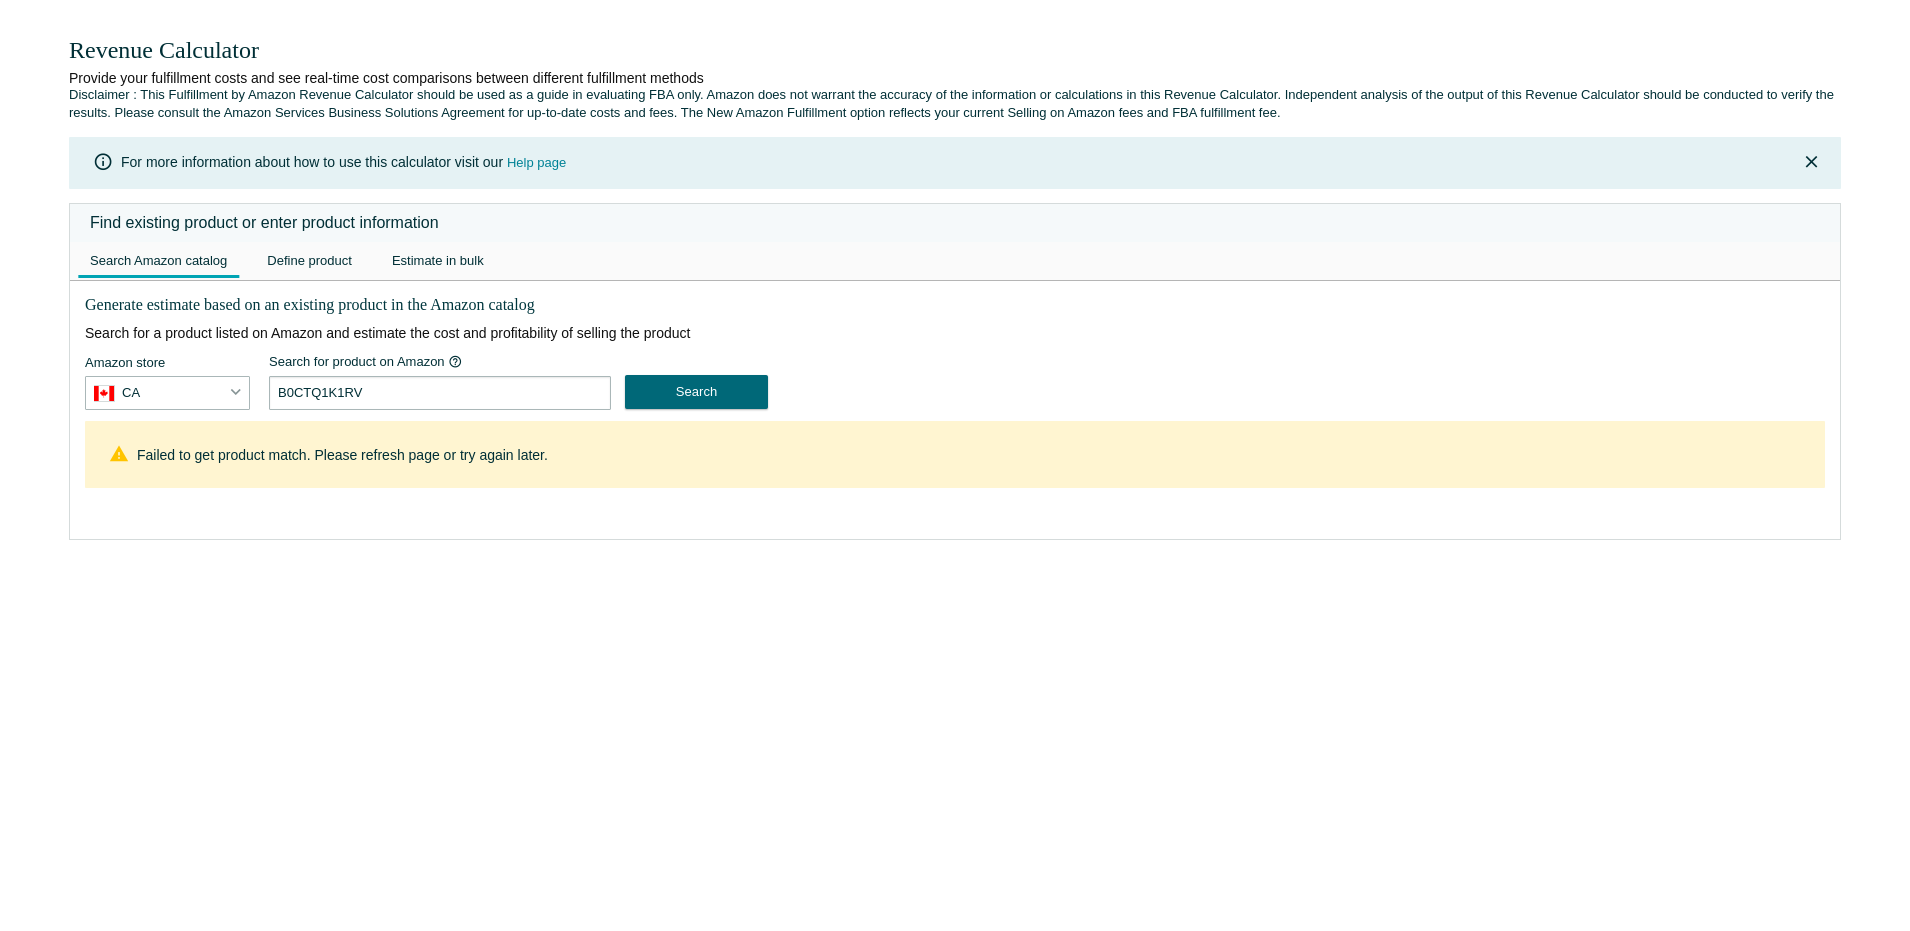 Revenue Calculator
Provide your fulfillment costs and see real-time cost comparisons between different fulfillment methods
Disclaimer : This Fulfillment by Amazon Revenue Calculator should be used as a guide in evaluating FBA only. Amazon does not warrant the accuracy of the information or calculations in this Revenue Calculator. Independent analysis of the output of this Revenue Calculator should be conducted to verify the
results. Please consult the Amazon Services Business Solutions Agreement for up-to-date costs and fees. The New Amazon Fulfillment option reflects your current Selling on Amazon fees and FBA fulfillment fee.
For more information about how to use this calculator visit our Help page
Find existing product or enter product information
Search Amazon catalog Define product Estimate in bulk
Generate estimate based on an existing product in the Amazon catalog
Search for a product listed on Amazon and estimate the cost and profitability of selling the product
Amazon store Search for product on Amazon
CA B0CTQ1K1RV Search
Failed to get product match. Please refresh page or try again later.